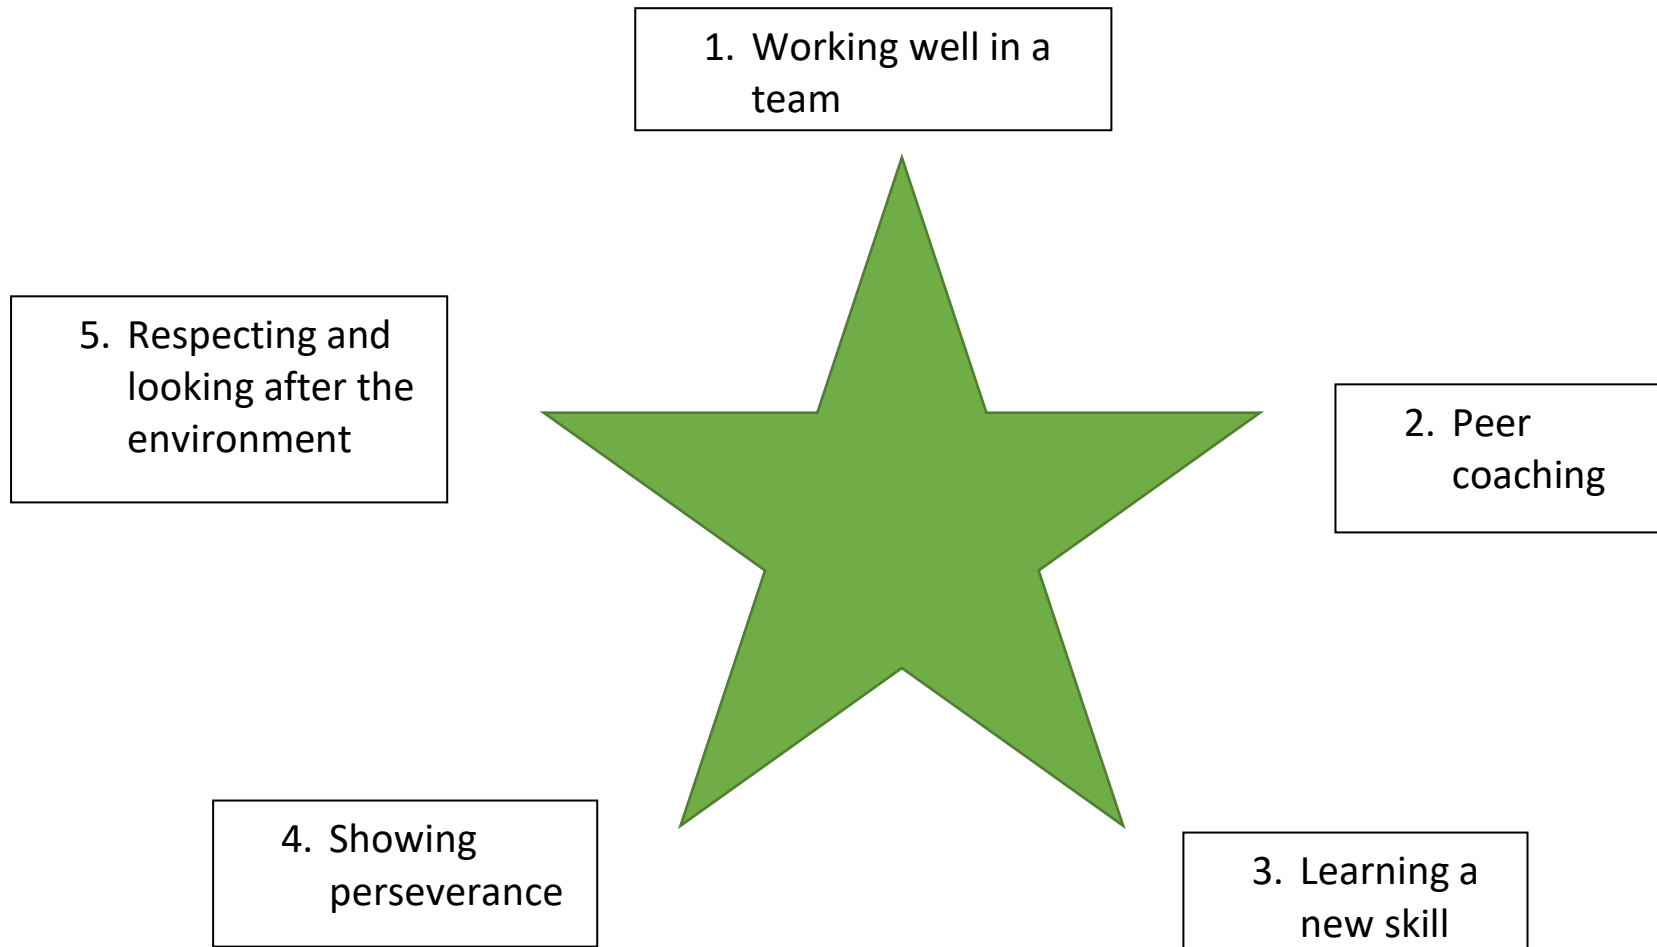 1. Working well in a
team
2. Peer
coaching
3. Learning a
new skill
4. Showing
perseverance
5. Respecting and
looking after the
environment